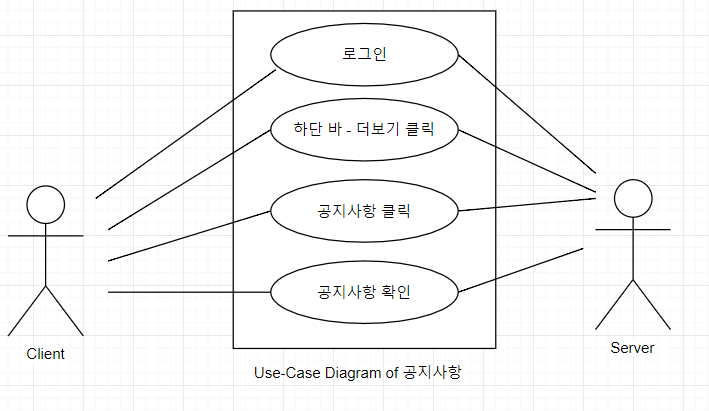 로그인
하단 바 - 더보기 클릭
공지사항 클릭
공지사항 확인
Client
Server
Use-Case Diagram of 공지사항